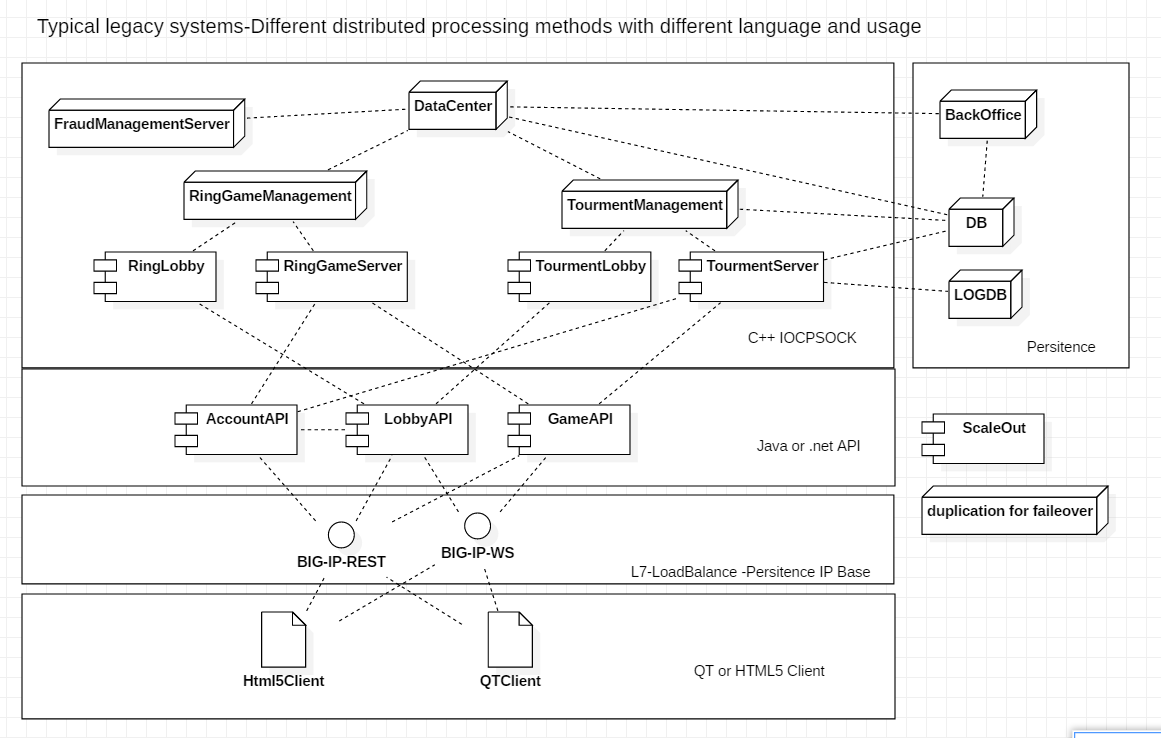 Typical legacy systems-Different distributed processing methods with different language and usage
DataCenter
FraudManagementServer
BackOffice
RingGameManagement
TourmentManagement
DB
RingLobby
RingGameServer
TourmentLobby
TourmentServer
LOGDB
C++ IOCPSOCK
Persitence
AccountAPI
LobbyAPI
GameAPI
ScaleOut
Java or .net API
duplication for faileover
BIG-IP-REST
BIG-IP-WS
L7-LoadBalance -Persitence IP Base
Html5Client
QTClient
QT or HTML5 Client